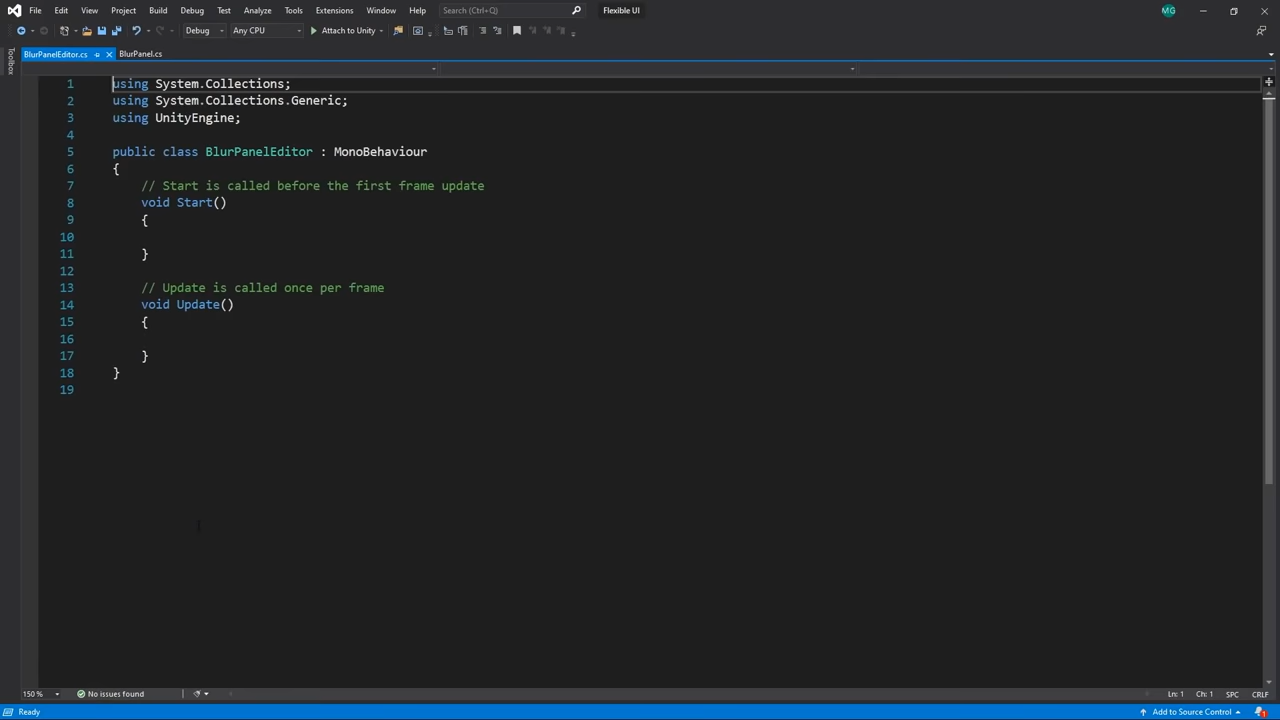 File Edit View Project Build Debug Test Analyze Tools Extensions Window Help Search (Ctrl+Q) Flexible UI MG
Debug Any CPU Attach to Unity
BlurPanelEditor.cs BlurPanel.cs
Toolbox
1 using System.Collections;
2 using System.Collections.Generic;
3 using UnityEngine;
4
5 public class BlurPanelEditor : MonoBehaviour
6 {
7 // Start is called before the first frame update
8 void Start()
9 {
10
11 }
12
13 // Update is called once per frame
14 void Update()
15 {
16
17 }
18 }
19
150 % No issues found Ln: 1 Ch: 1 SPC CRLF
Ready Add to Source Control 1